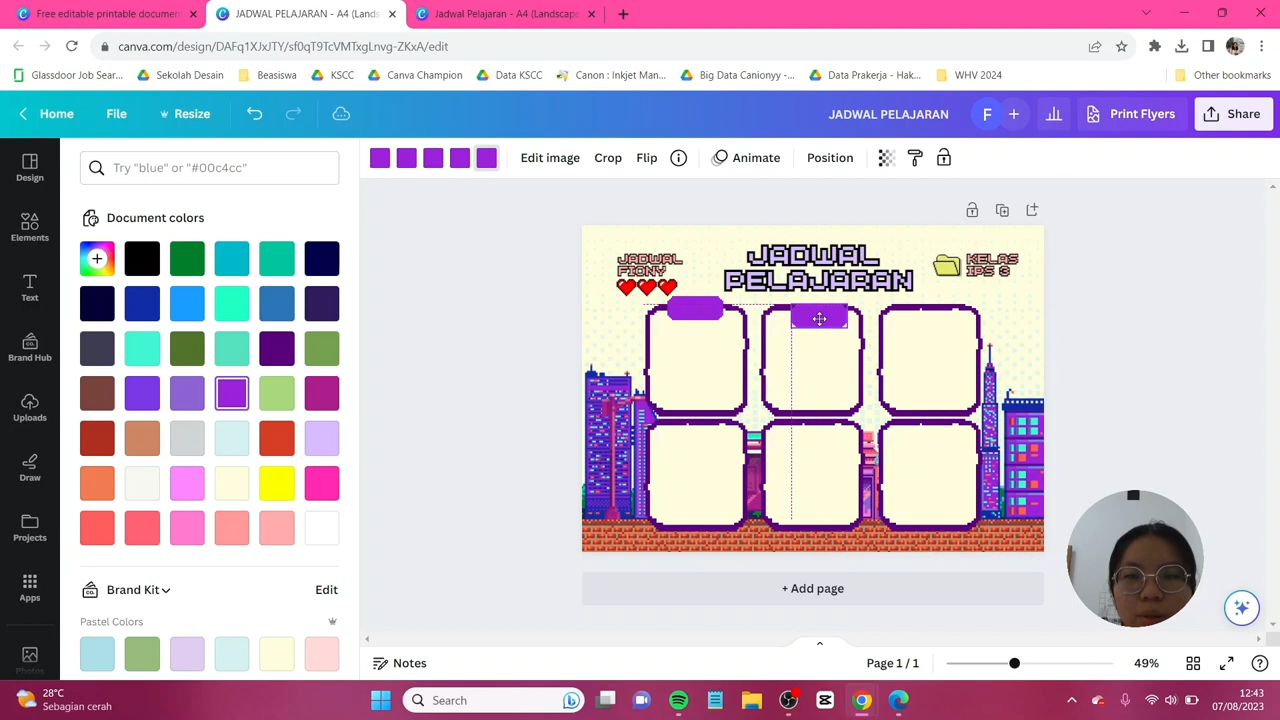 Free editable printable documen
JADWAL PELAJARAN - A4 (Lands
Jadwal Pelajaran - A4 (Landscape
canva.com/design/DAFq1XJxJTY/sf0qT9TcVMTxgLnvg-ZKxA/edit
Glassdoor Job Sear...
Sekolah Desain
Beasiswa
KSCC
Canva Champion
Data KSCC
Canon : Inkjet Man...
Big Data Canionyy -...
Data Prakerja - Hak...
WHV 2024
Other bookmarks
Home
File
Resize
JADWAL PELAJARAN
F
Print Flyers
Share
Design
Elements
Text
Brand Hub
Uploads
Draw
Projects
Apps
Photos
Try "blue" or "#00c4cc"
Document colors
Brand Kit
Edit
Pastel Colors
Edit image
Crop
Flip
Animate
Position
JADWAL
FIONY
JADWAL
PELAJARAN
KELAS
IPS 3
+ Add page
Notes
Page 1 / 1
49%
28°C
Sebagian cerah
Search
12:43
07/08/2023